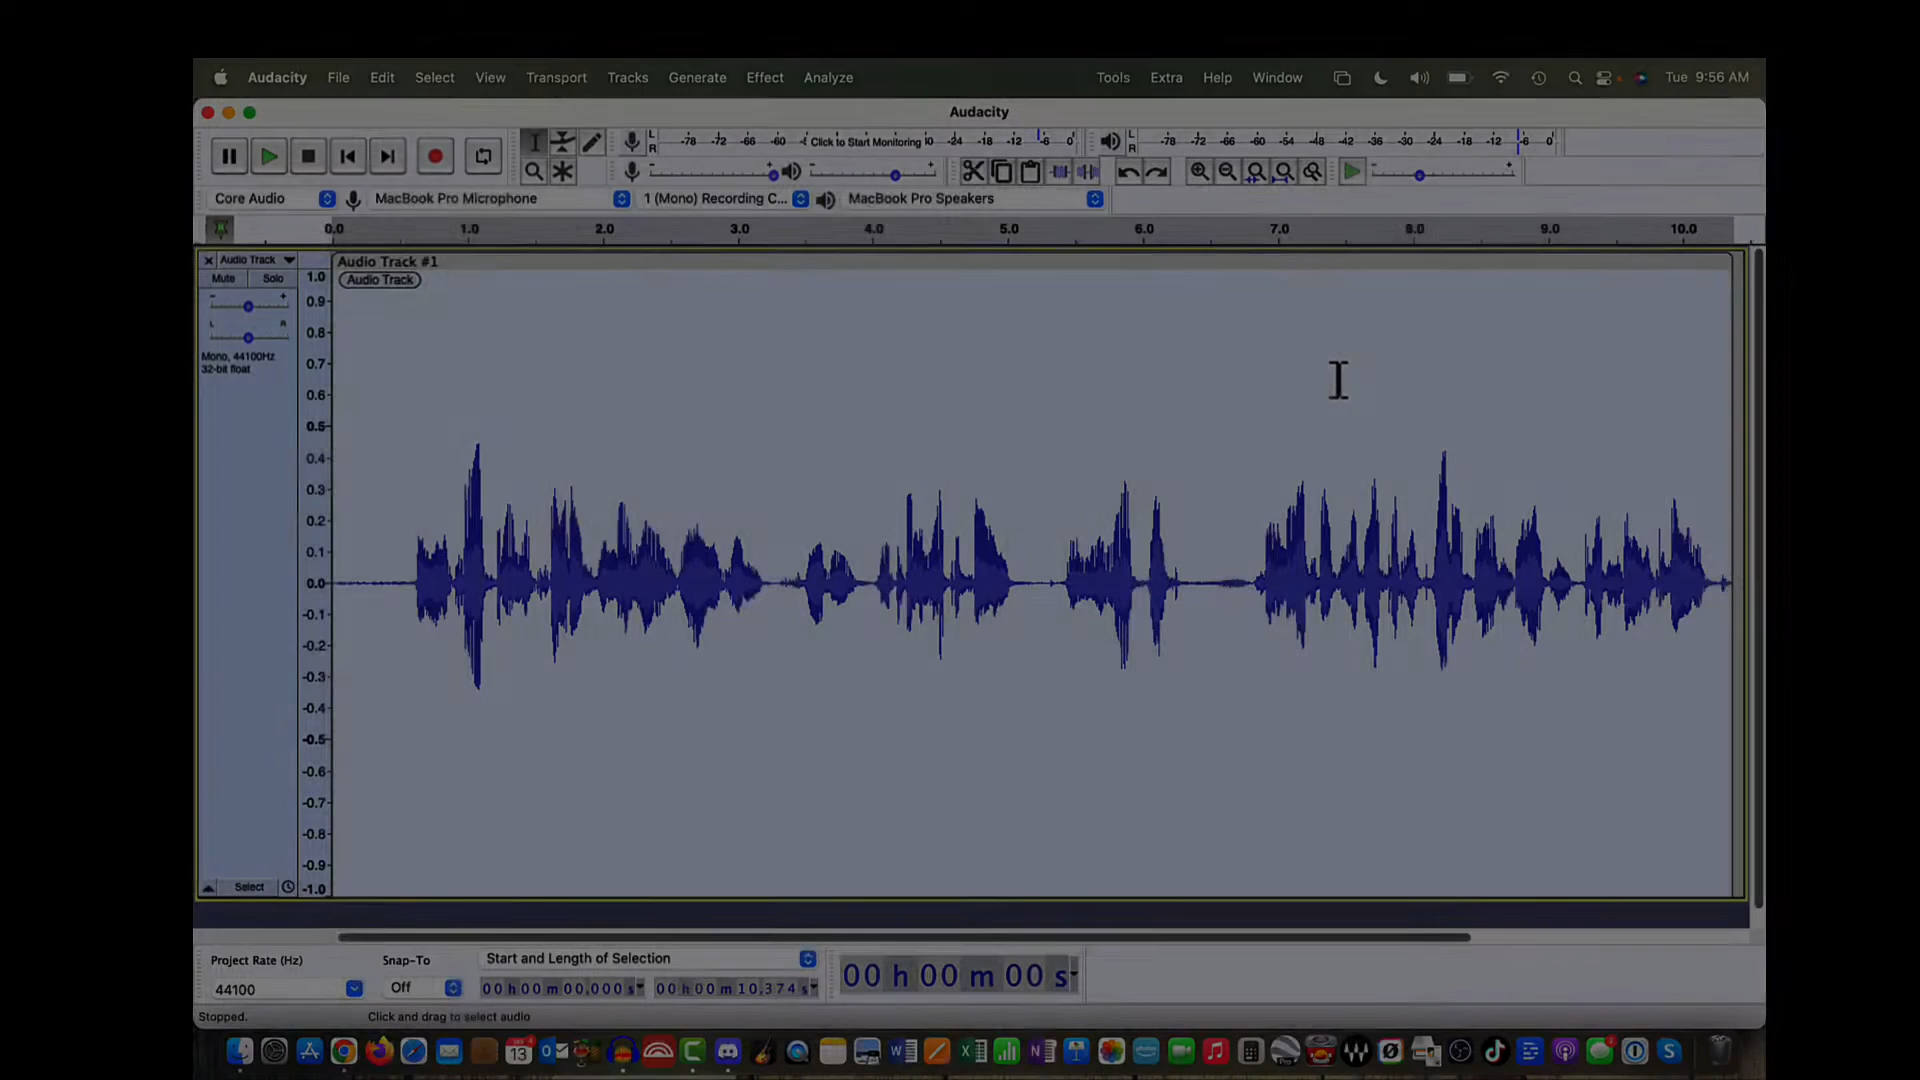 Audacity File Edit Select View Transport Tracks Generate Effect Analyze Tools Extra Help Window Tue 9:56 AM
Audacity
L R -78 -72 -66 -60 Click to Start Monitoring -24 -18 -12 -6 0 L R -78 -72 -66 -60 -54 -48 -42 -36 -30 -24 -18 -12 -6 0
Core Audio MacBook Pro Microphone 1 (Mono) Recording C... MacBook Pro Speakers
0.0 1.0 2.0 3.0 4.0 5.0 6.0 7.0 8.0 9.0 10.0
Audio Track Audio Track #1
Mute Solo 1.0 Audio Track
0.9
L R 0.8
Mono, 44100Hz 0.7
32-bit float
0.6
0.5
0.4
0.3
0.2
0.1
0.0
-0.1
-0.2
-0.3
-0.4
-0.5
-0.6
-0.7
-0.8
-0.9
Select -1.0
Project Rate (Hz) Snap-To Start and Length of Selection
44100 Off 00 h 00 m 00.000 s 00 h 00 m 10.374 s 00 h 00 m 00 s
Stopped. Click and drag to select audio
13